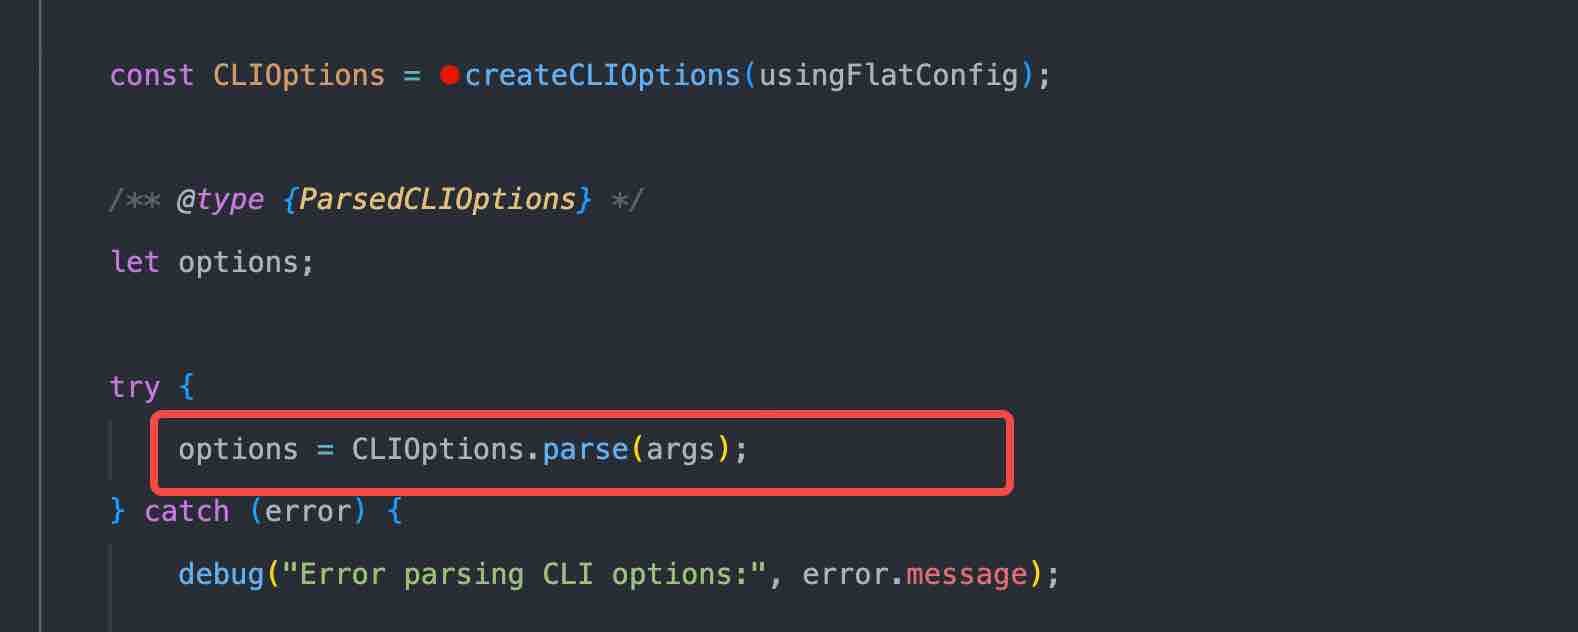 const CLIOptions = createCLIOptions(usingFlatConfig);
/** @type {ParsedCLIOptions} */
let options;
try {
options = CLIOptions.parse(args);
} catch (error) {
debug("Error parsing CLI options:", error.message);